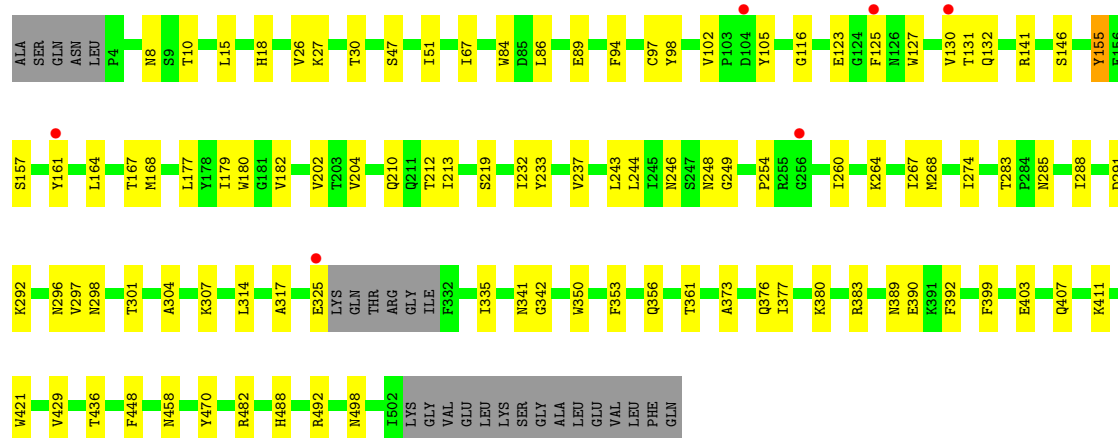 ALA SER GLN ASN LEU P4 N8 S9 T10 L15 H18 V26 K27 T30 S47 I51 I67 W84 D85 L86 E89 F94 C97 Y98 V102 P103 D104 Y105 G116 E123 G124 F125 N126 W127 V130 T131 Q132 R141 S146 Y155 E156
S157 Y161 L164 T167 M168 L177 Y178 I179 W180 G181 V182 V202 T203 V204 Q210 Q211 T212 I213 S219 I232 Y233 V237 L243 L244 I245 N246 S247 N248 G249 P254 R255 G256 I260 K264 I267 M268 I274 T283 P284 N285 I288 D291
K292 N296 V297 N298 T301 A304 K307 L314 A317 E325 LYS GLN THR ARG GLY ILE F332 I335 N341 G342 W350 F353 Q356 T361 A373 Q376 I377 K380 R383 N389 E390 K391 F392 F399 E403 Q407 K411
W421 V429 T436 F448 N458 Y470 R482 H488 R492 N498 I502 LYS GLY VAL GLU LEU LYS SER GLY ALA LEU GLU VAL LEU PHE GLN